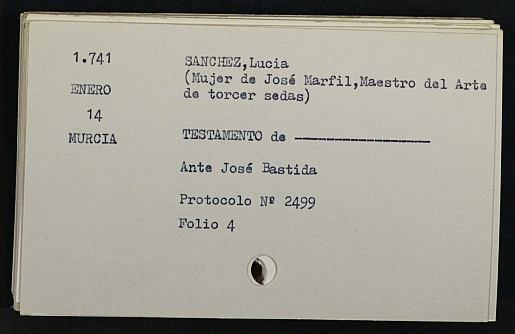 1.741
ENERO
14
MURCIA
SANCHEZ,Lucia
(Mujer de José Marfil,Maestro del Arte
de torcer sedas)
TESTAMENTO de -----------------
Ante José Bastida
Protocolo Nº 2499
Folio 4